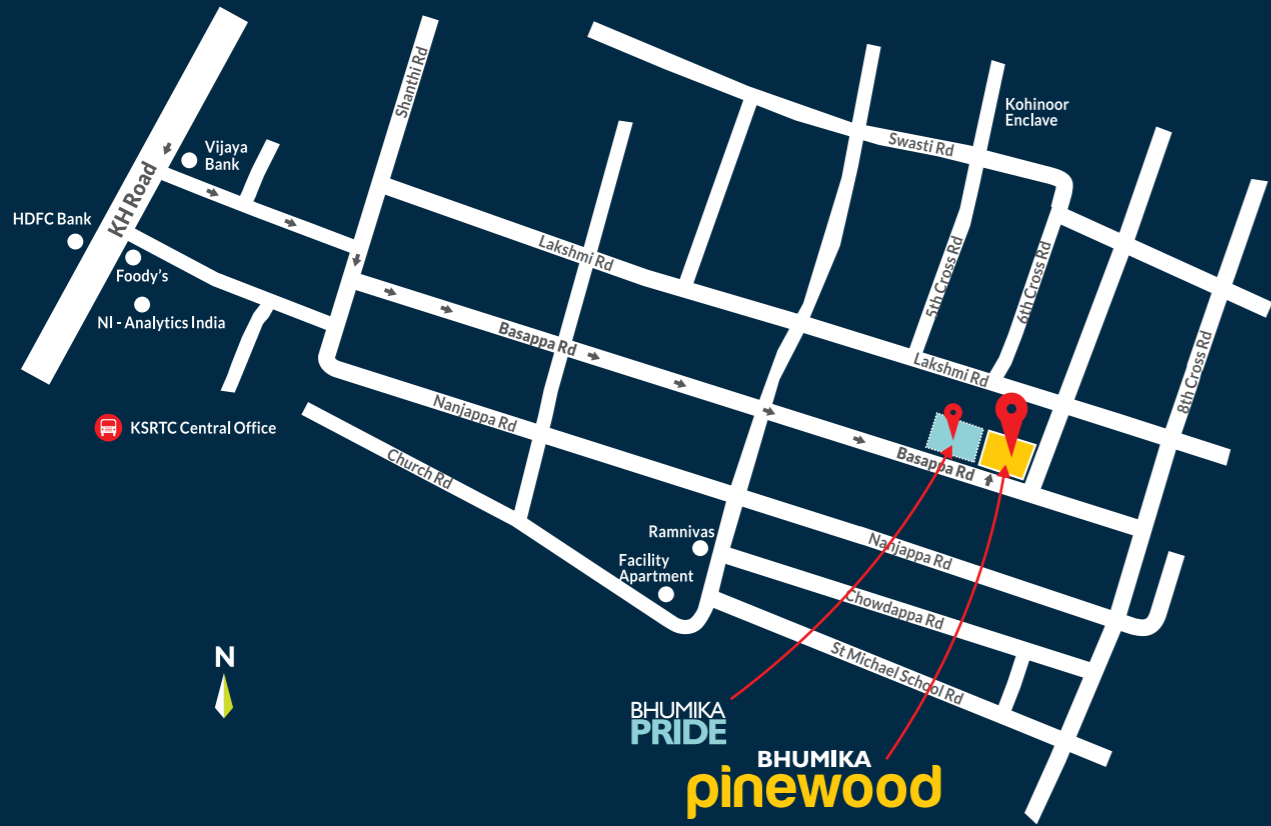 Shanthi Rd
Kohinoor
Enclave
Swasti Rd
Vijaya
Bank
KH Road
HDFC Bank
Foody's
NI - Analytics India
Lakshmi Rd
5th Cross Rd
6th Cross Rd
Basappa Rd
Lakshmi Rd
8th Cross Rd
Nanjappa Rd
KSRTC Central Office
Church Rd
Basappa Rd
Ramnivas
Facility
Apartment
Nanjappa Rd
Chowdappa Rd
St Michael School Rd
N
BHUMIKA
PRIDE
BHUMIKA
pinewood